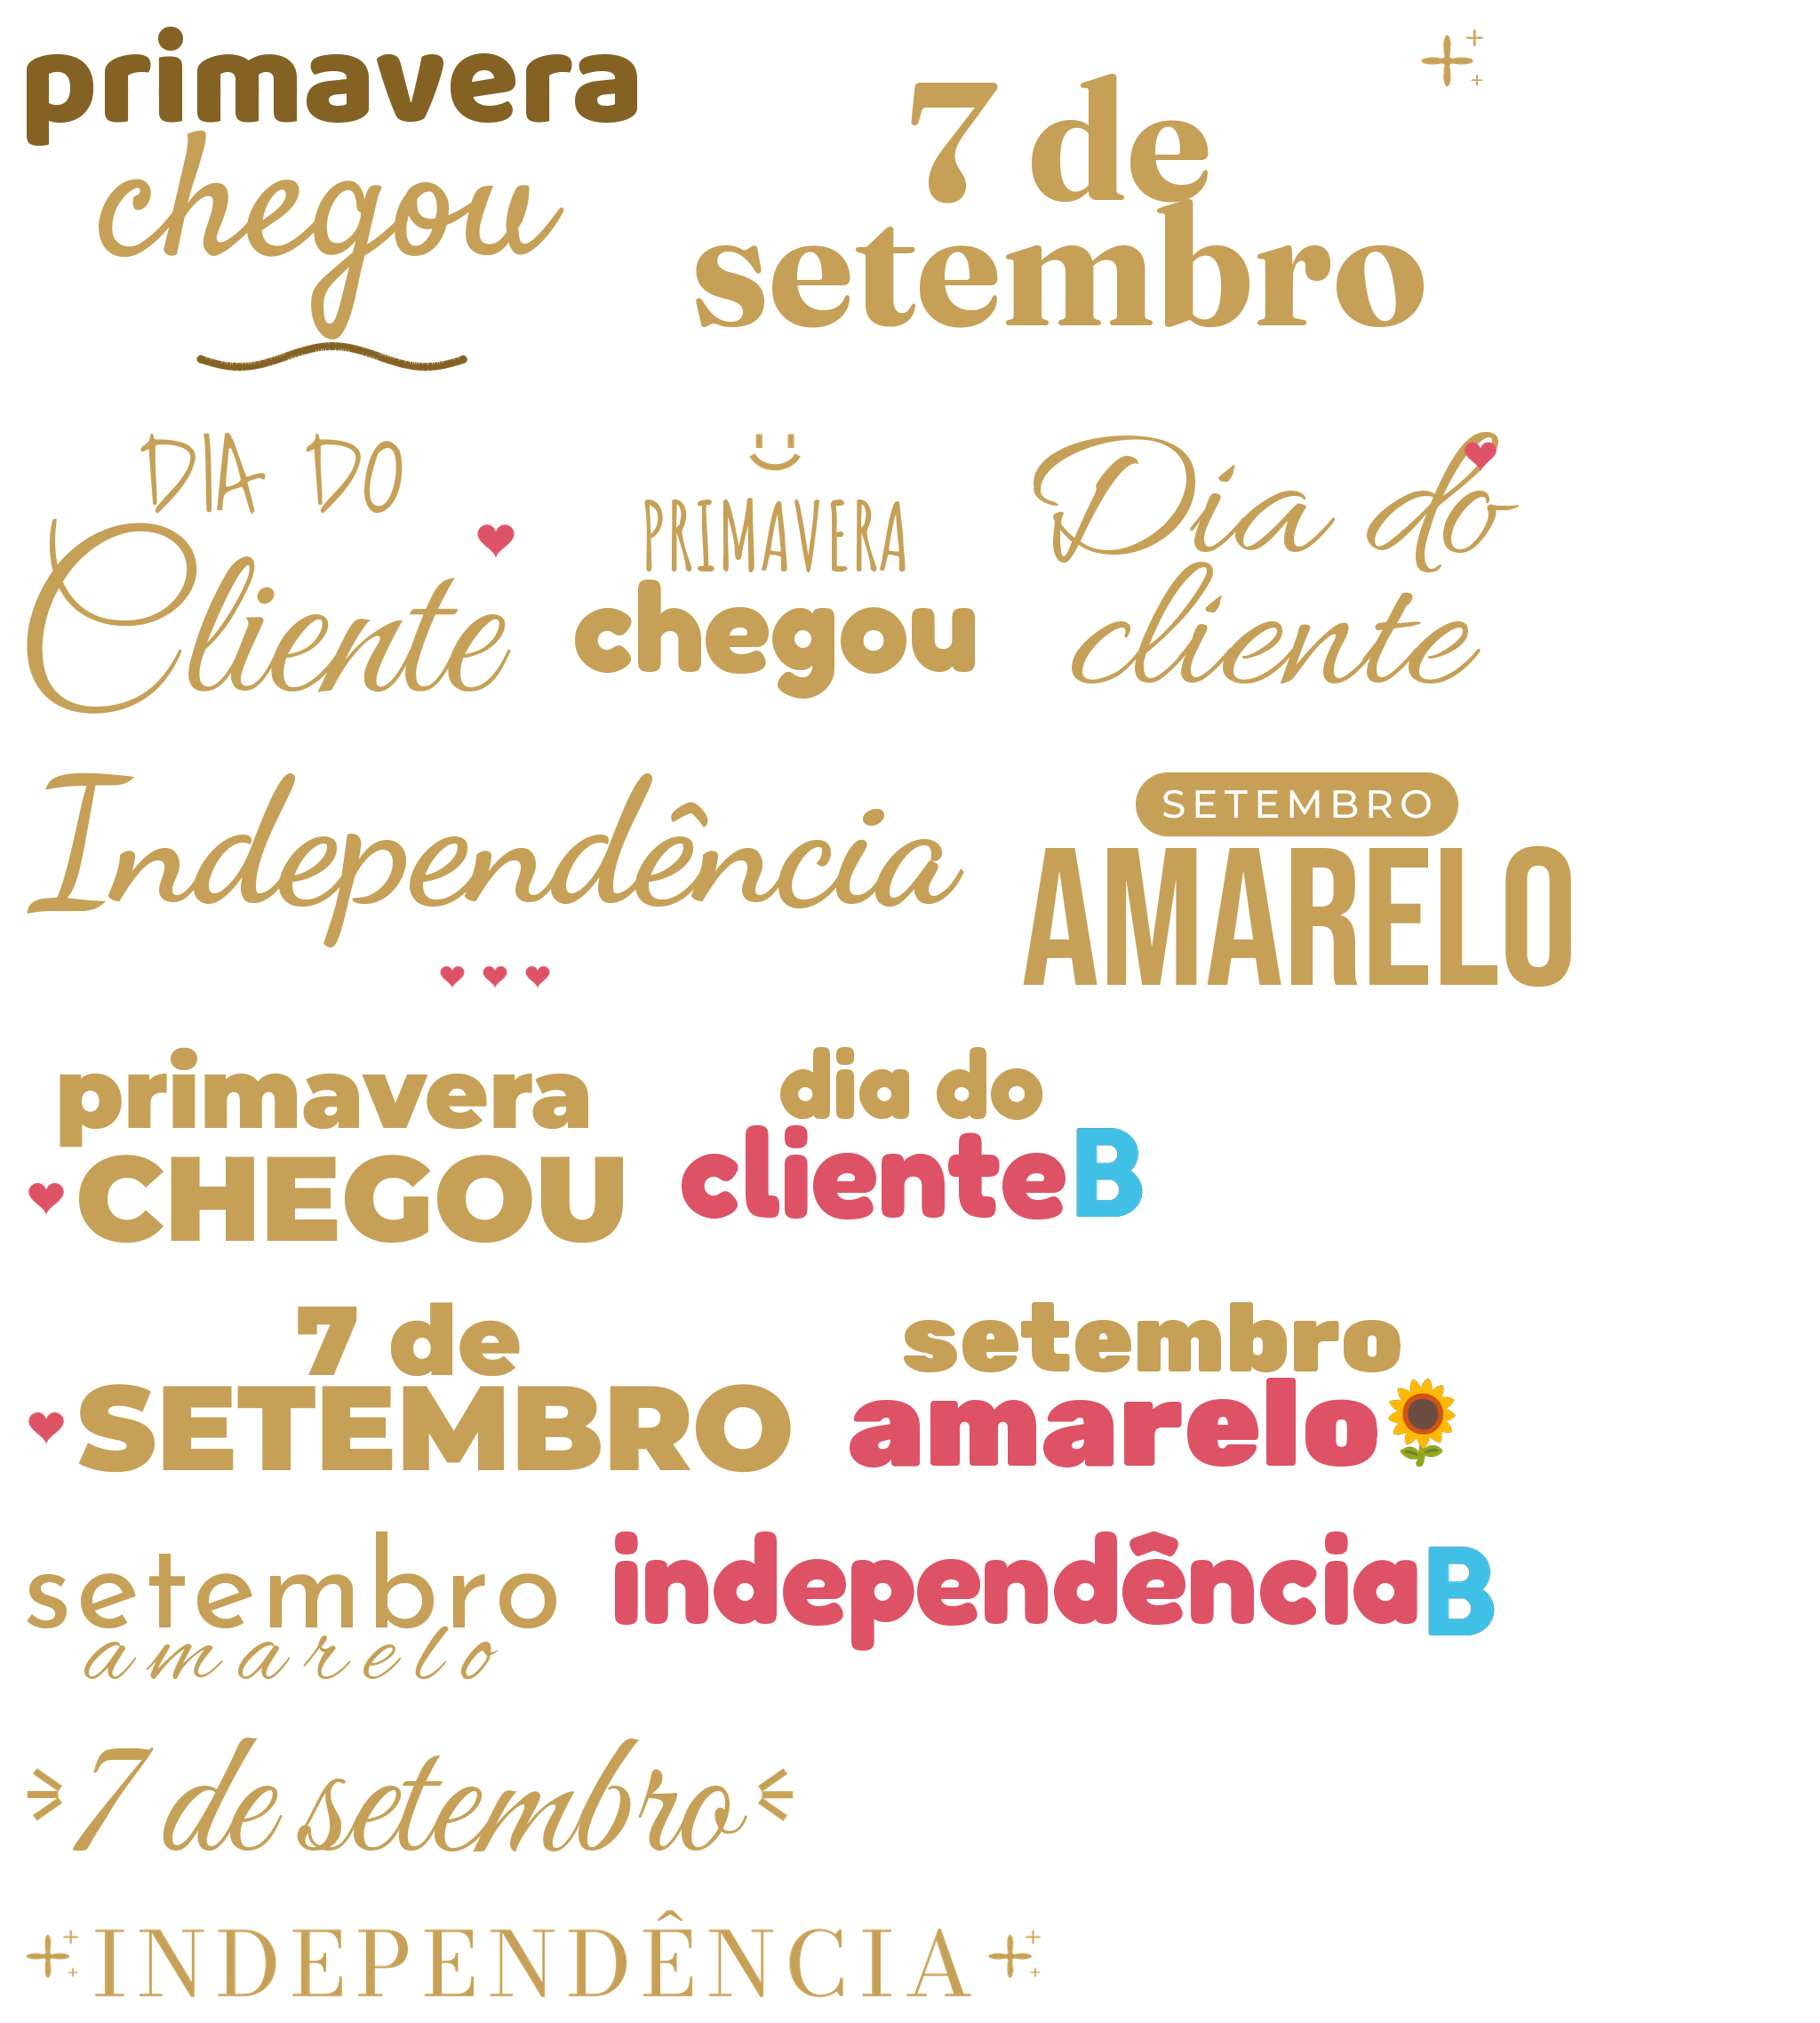 primavera
chegou
7 de
setembro
DIA DO
Cliente
PRIMAVERA
chegou
Dia do
cliente
Independência
SETEMBRO
AMARELO
primavera
CHEGOU
dia do
clienteB
7 de
SETEMBRO
setembro
amarelo
setembro
amarelo
independênciaB
7 de setembro
INDEPENDÊNCIA